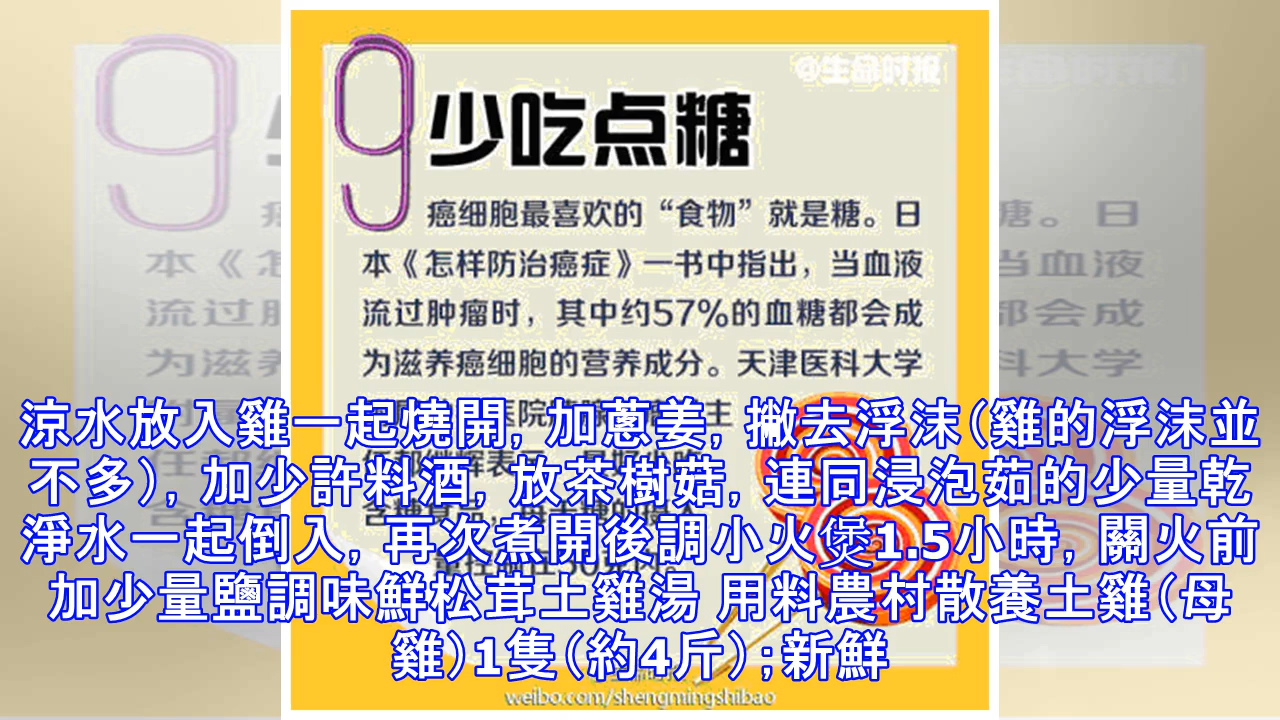 @生命时报
9 少吃点糖
癌细胞最喜欢的“食物”就是糖。日
本《怎样防治癌症》一书中指出，当血液
流过肿瘤时，其中约57%的血糖都会成
为滋养癌细胞的营养成分。天津医科大学
涼水放入雞一起燒開, 加蔥姜, 撇去浮沫(雞的浮沫並
不多), 加少許料酒, 放茶樹菇, 連同浸泡茹的少量乾
淨水一起倒入, 再次煮開後調小火煲1.5小時, 關火前
加少量鹽調味鮮松茸土雞湯 用料農村散養土雞(母
雞)1隻(約4斤);新鮮
weibo.com/shengmingshibao